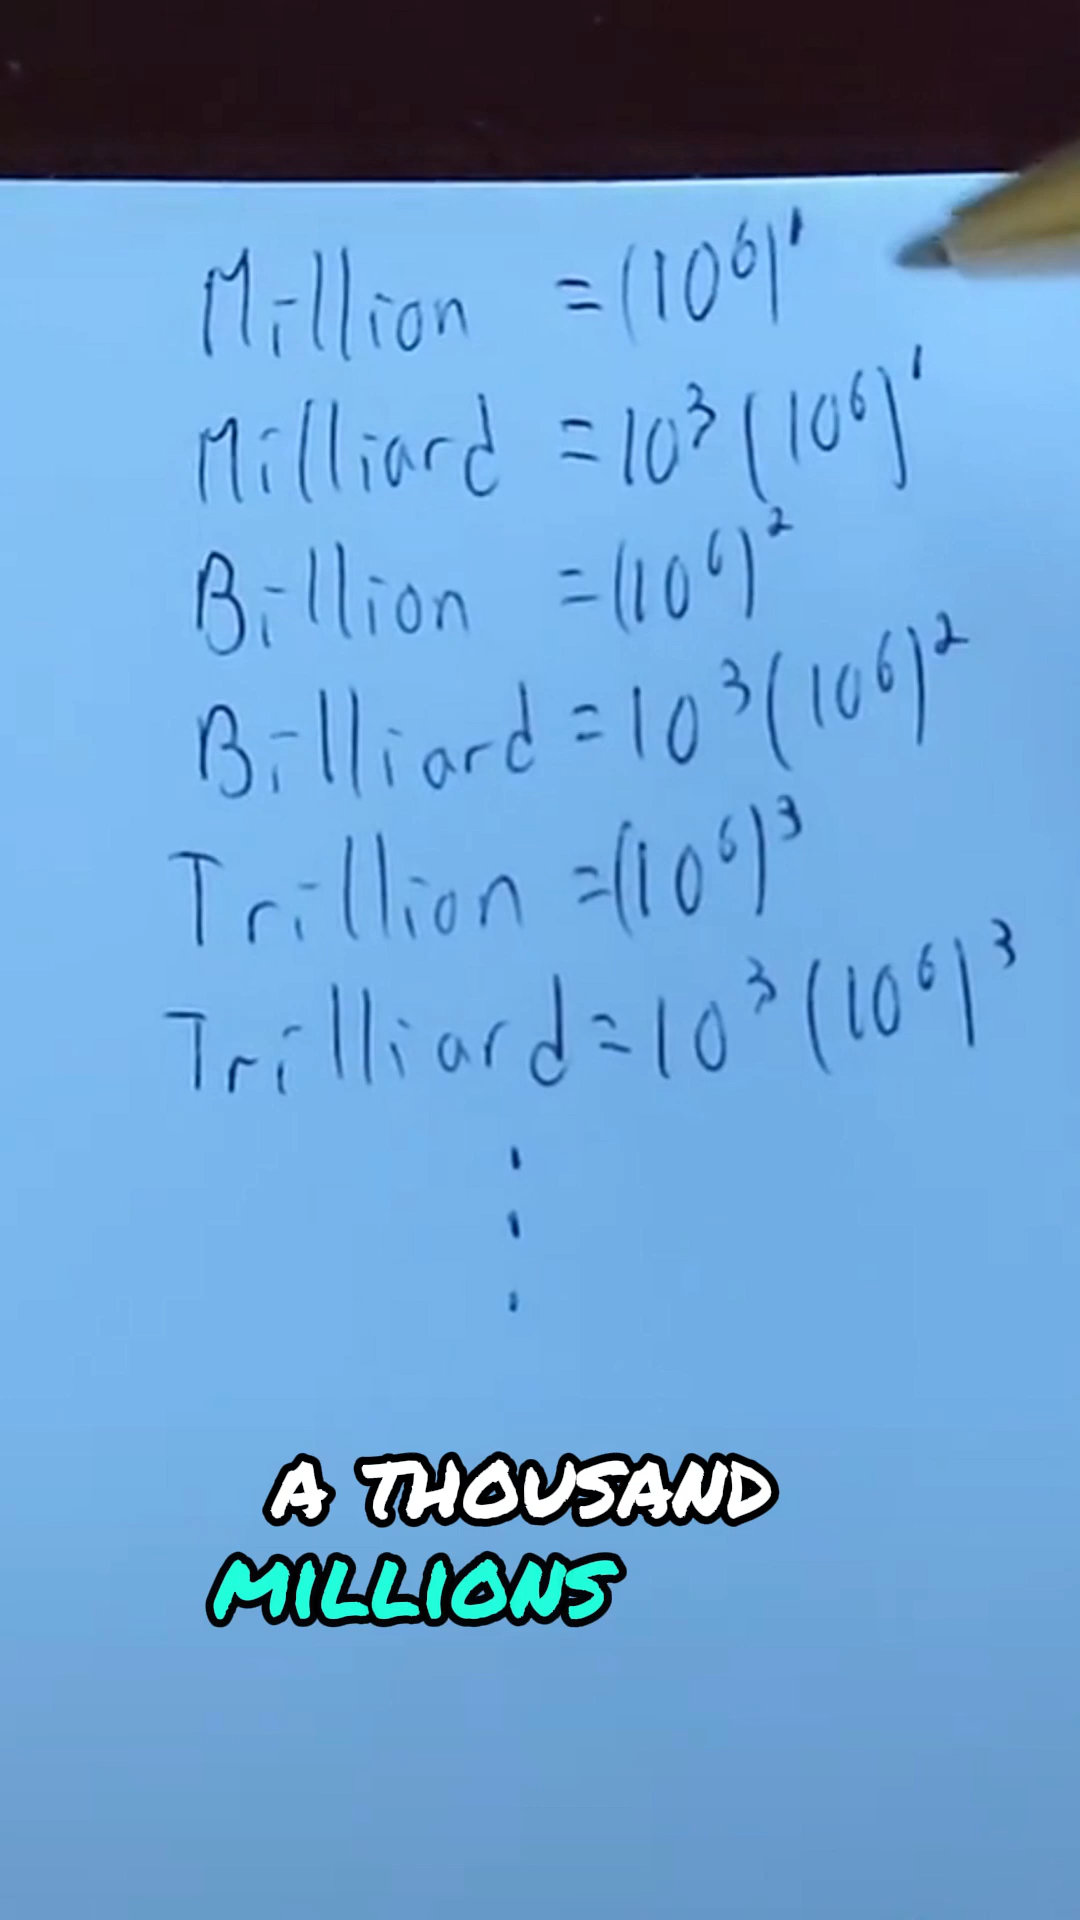 Million = (10⁶)¹
Milliard = 10³ (10⁶)¹
Billion = (10⁶)²
Billiard = 10³ (10⁶)²
Trillion = (10⁶)³
Trilliard = 10³ (10⁶)³
.
.
.
A THOUSAND
MILLIONS